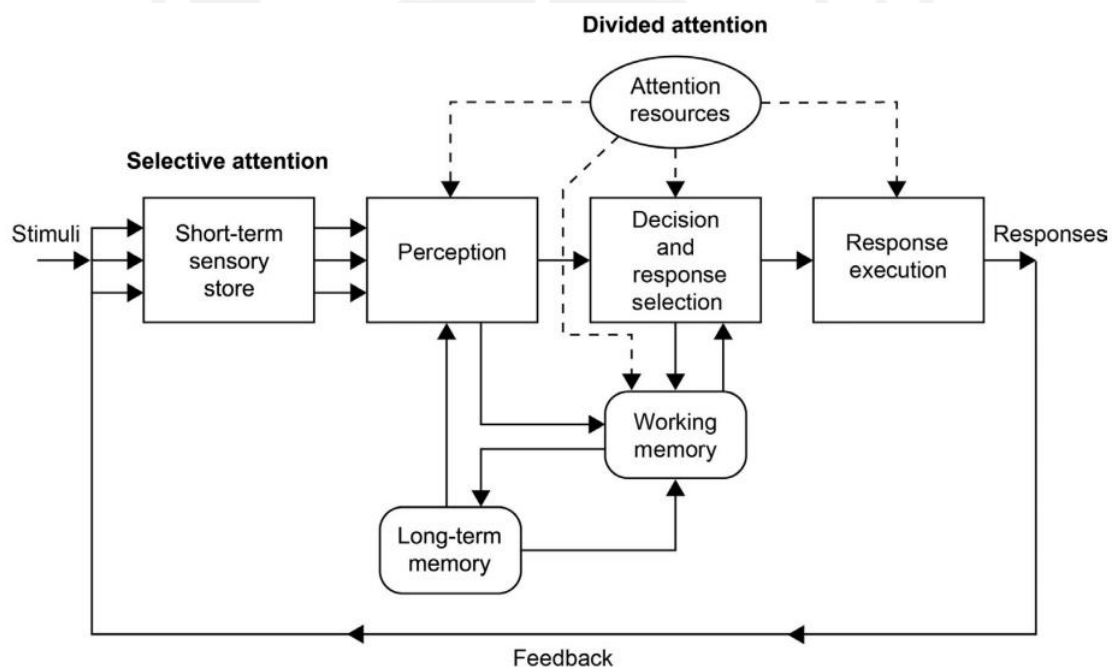 Divided attention
Attention
resources
Selective attention
Stimuli
Short-term
sensory
store
Perception
Decision
and
response
selection
Response
execution
Responses
Working
memory
Long-term
memory
Feedback